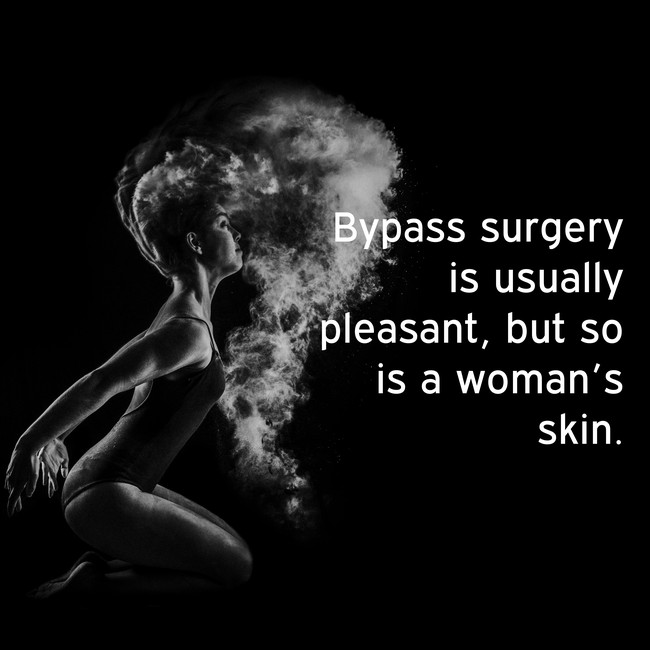 Bypass surgery
is usually
pleasant, but so
is a woman's
skin.